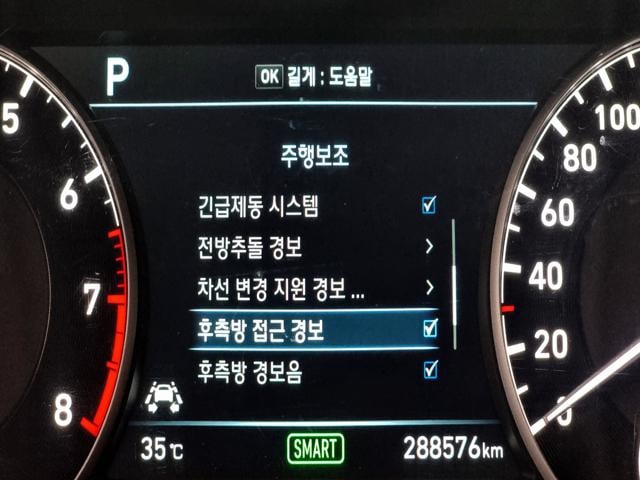 P
OK 길게 : 도움말
주행보조
긴급제동 시스템
전방추돌 경보
차선 변경 지원 경보 ...
후측방 접근 경보
후측방 경보음
35℃
SMART
288576km
5
6
7
8
100
80
60
40
20
0